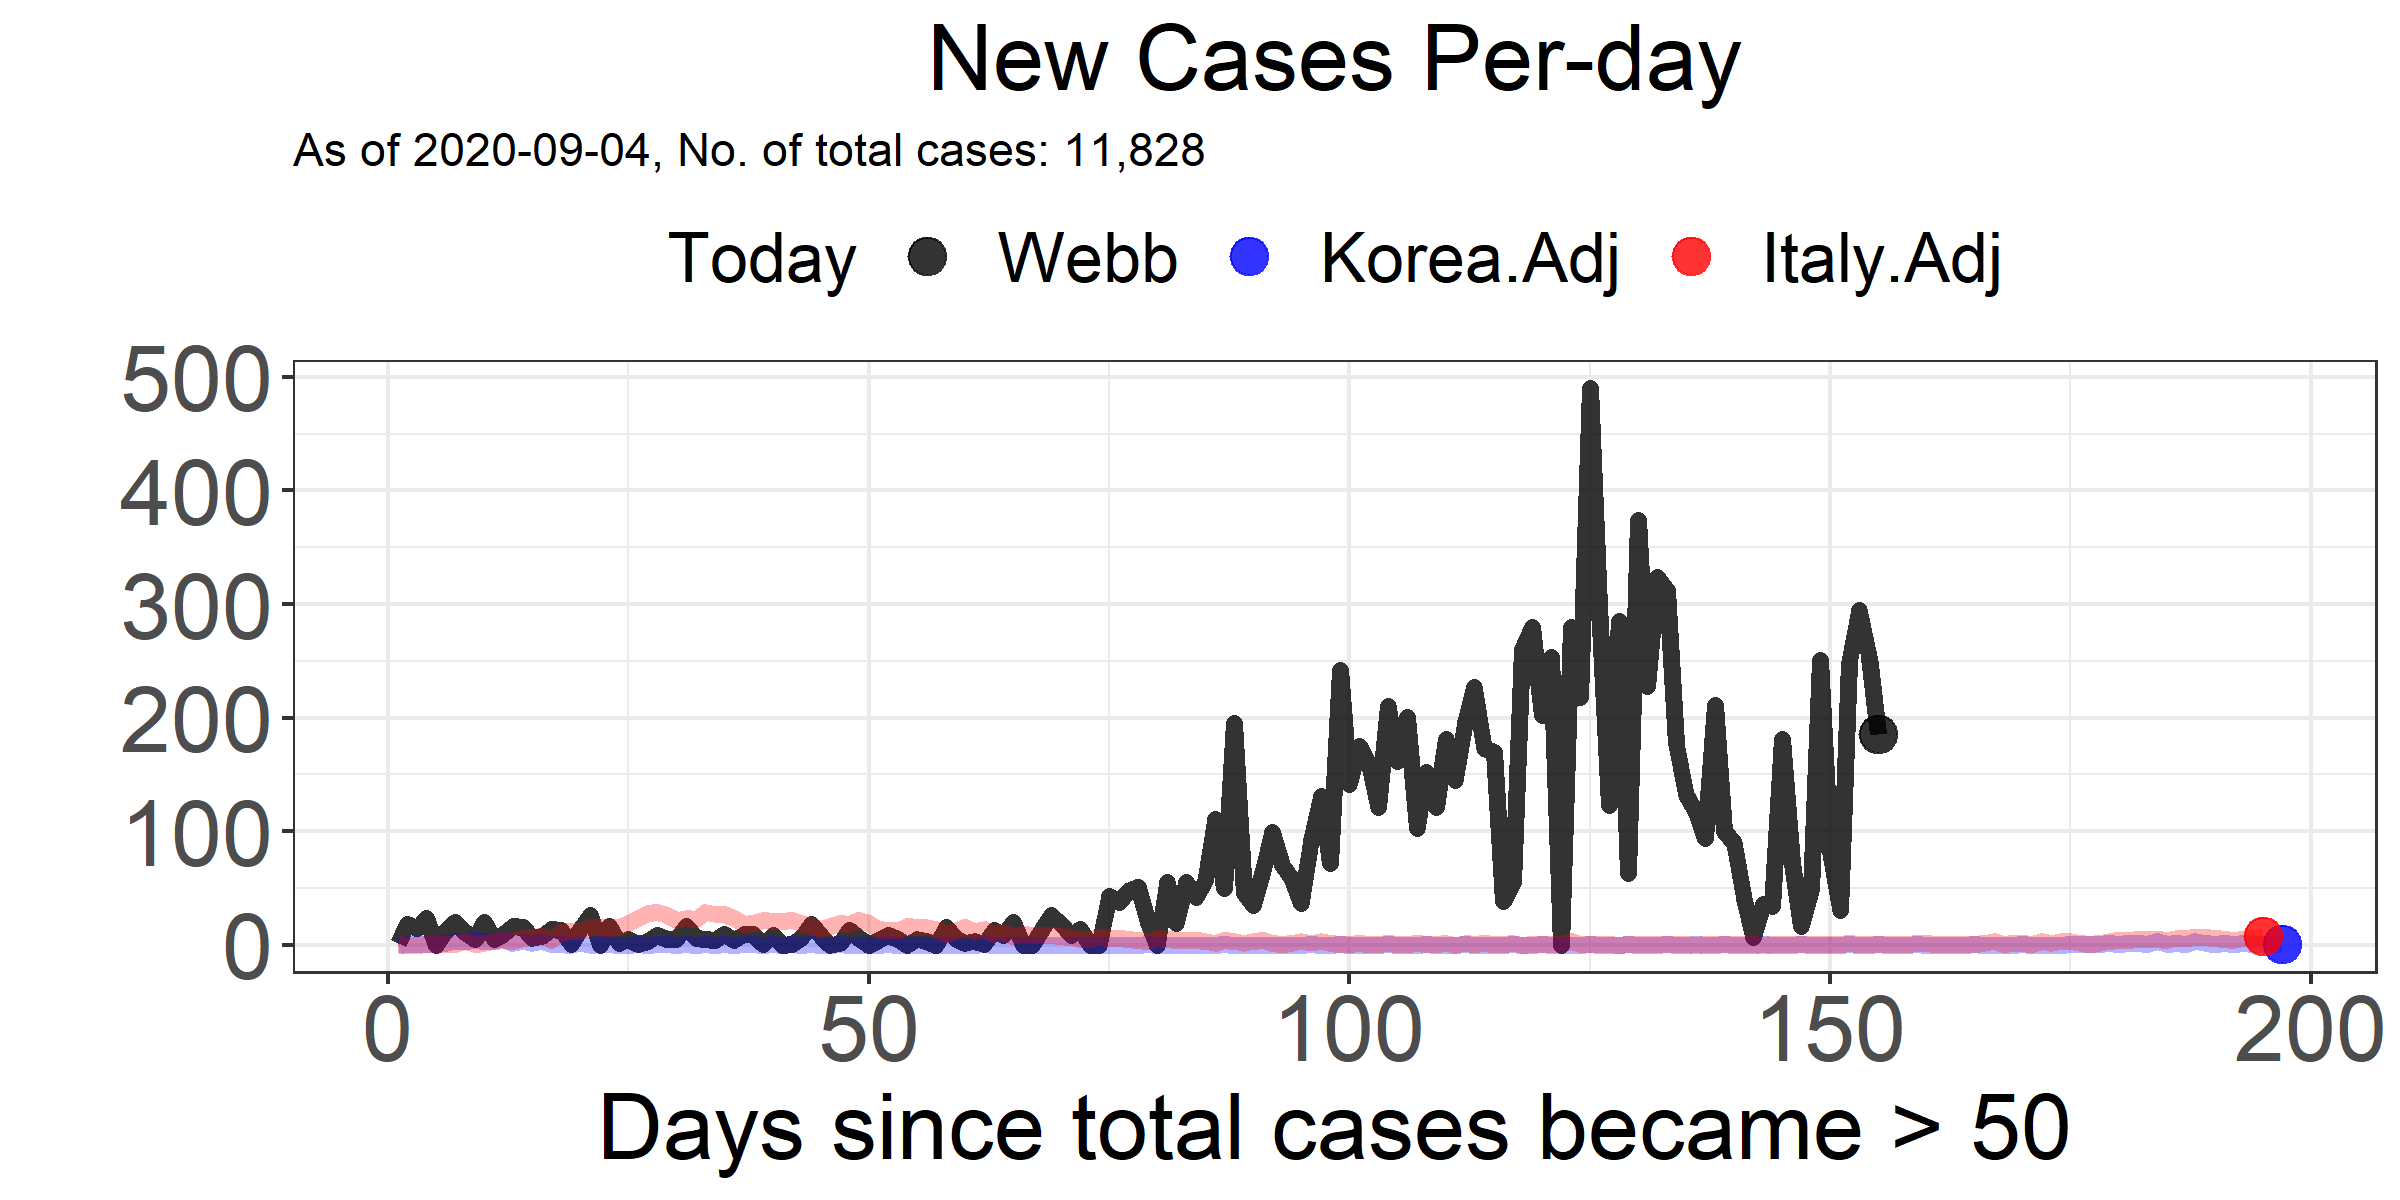 New Cases Per-day
As of 2020-09-04, No. of total cases: 11,828
Today Webb Korea.Adj Italy.Adj
500
400
300
200
100
0
0 50 100 150 200
Days since total cases became > 50